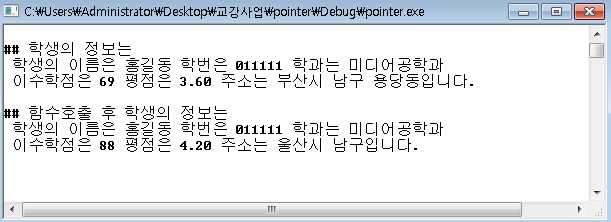 C:₩Users₩Administrator₩Desktop₩교강사업₩pointer₩Debug₩pointer.exe
## 학생의 정보는
학생의 이름은 홍길동 학번은 011111 학과는 미디어공학과
이수학점은 69 평점은 3.60 주소는 부산시 남구 용당동입니다.
## 함수호출 후 학생의 정보는
학생의 이름은 홍길동 학번은 011111 학과는 미디어공학과
이수학점은 88 평점은 4.20 주소는 울산시 남구입니다.